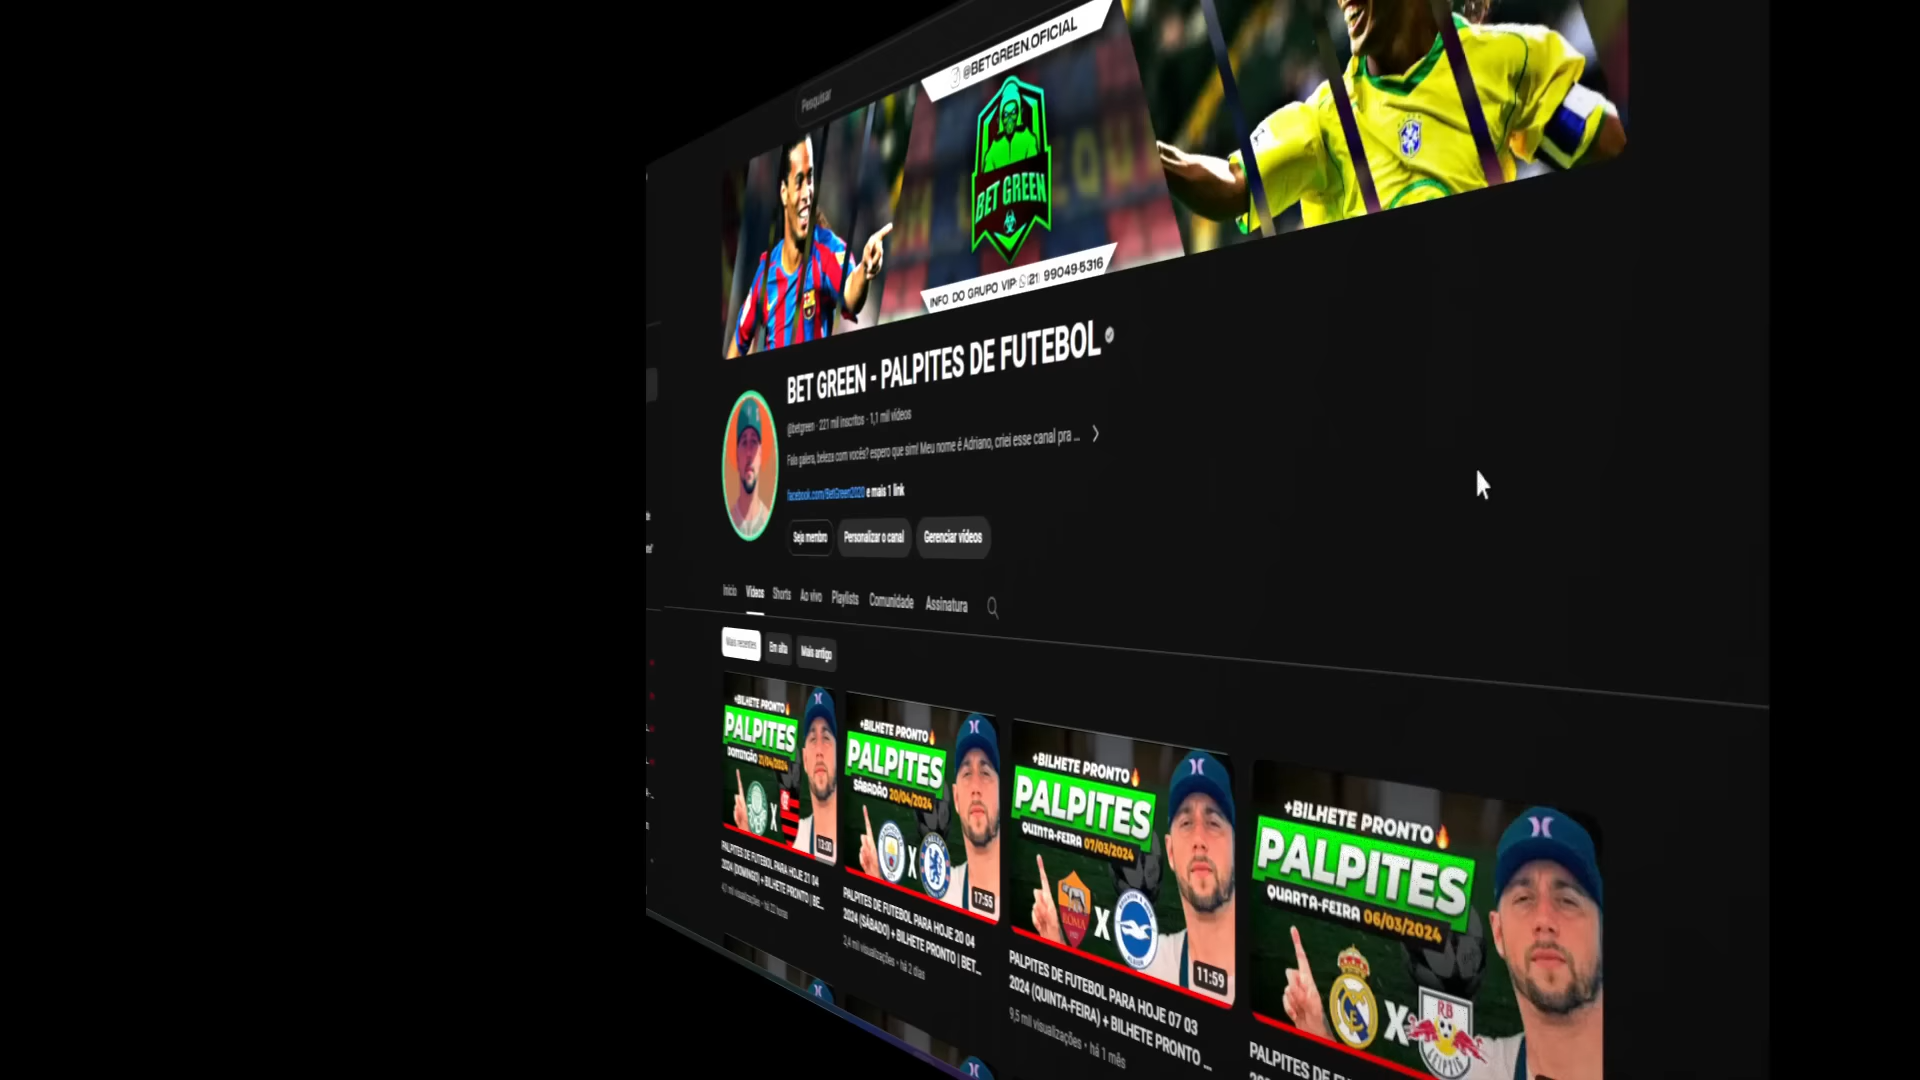 @BETGREEN.OFICIAL
Pesquisar
BET GREEN
INFO. DO GRUPO VIP: (21) 99049-5316
BET GREEN - PALPITES DE FUTEBOL
@betgreen · 221 mil inscritos · 1,1 mil vídeos
Fala galera, beleza com vocês? espero que sim! Meu nome é Adriano, criei esse canal pra ...
facebook.com/BetGreen2020 e mais 1 link
Seja membro Personalizar o canal Gerenciar vídeos
Início Vídeos Shorts Ao vivo Playlists Comunidade Assinatura
Mais recentes Em alta Mais antigo
+BILHETE PRONTO
PALPITES
DOMINGÃO 21/04/2024
X
12:00
PALPITES DE FUTEBOL PARA HOJE 21 04
2024 (DOMINGO) + BILHETE PRONTO | BE...
há 22 horas
+BILHETE PRONTO
PALPITES
SÁBADÃO 20/04/2024
X
17:55
PALPITES DE FUTEBOL PARA HOJE 20 04
2024 (SÁBADO) + BILHETE PRONTO | BET...
2,4 mil visualizações · há 2 dias
+BILHETE PRONTO
PALPITES
QUINTA-FEIRA 07/03/2024
ROMA
X
11:59
PALPITES DE FUTEBOL PARA HOJE 07 03
2024 (QUINTA-FEIRA) + BILHETE PRONTO ...
9,5 mil visualizações · há 1 mês
+BILHETE PRONTO
PALPITES
QUARTA-FEIRA 06/03/2024
X
RB
LEIPZIG
PALPITES DE